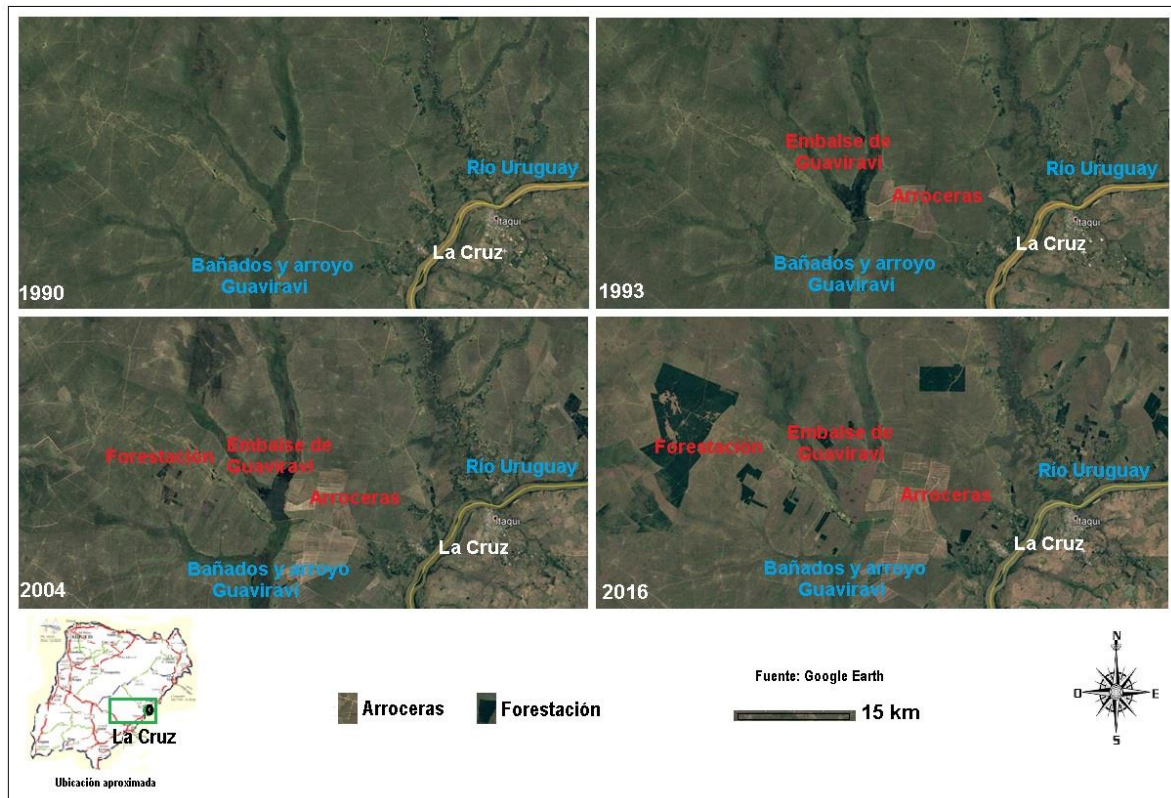 Río Uruguay
Itaqui
La Cruz
Bañados y arroyo
Guaviravi
1990
Embalse de
Guaviravi
Río Uruguay
Arroceras
Itaqui
La Cruz
Bañados y arroyo
Guaviravi
1993
Forestación
Embalse de
Guaviravi
Río Uruguay
Arroceras
Itaqui
La Cruz
Bañados y arroyo
Guaviravi
2004
Forestación
Embalse de
Guaviravi
Río Uruguay
Arroceras
Itaqui
La Cruz
Bañados y arroyo
Guaviravi
2016
La Cruz
Ubicación aproximada
Arroceras
Forestación
Fuente: Google Earth
15 km
N
O
E
S